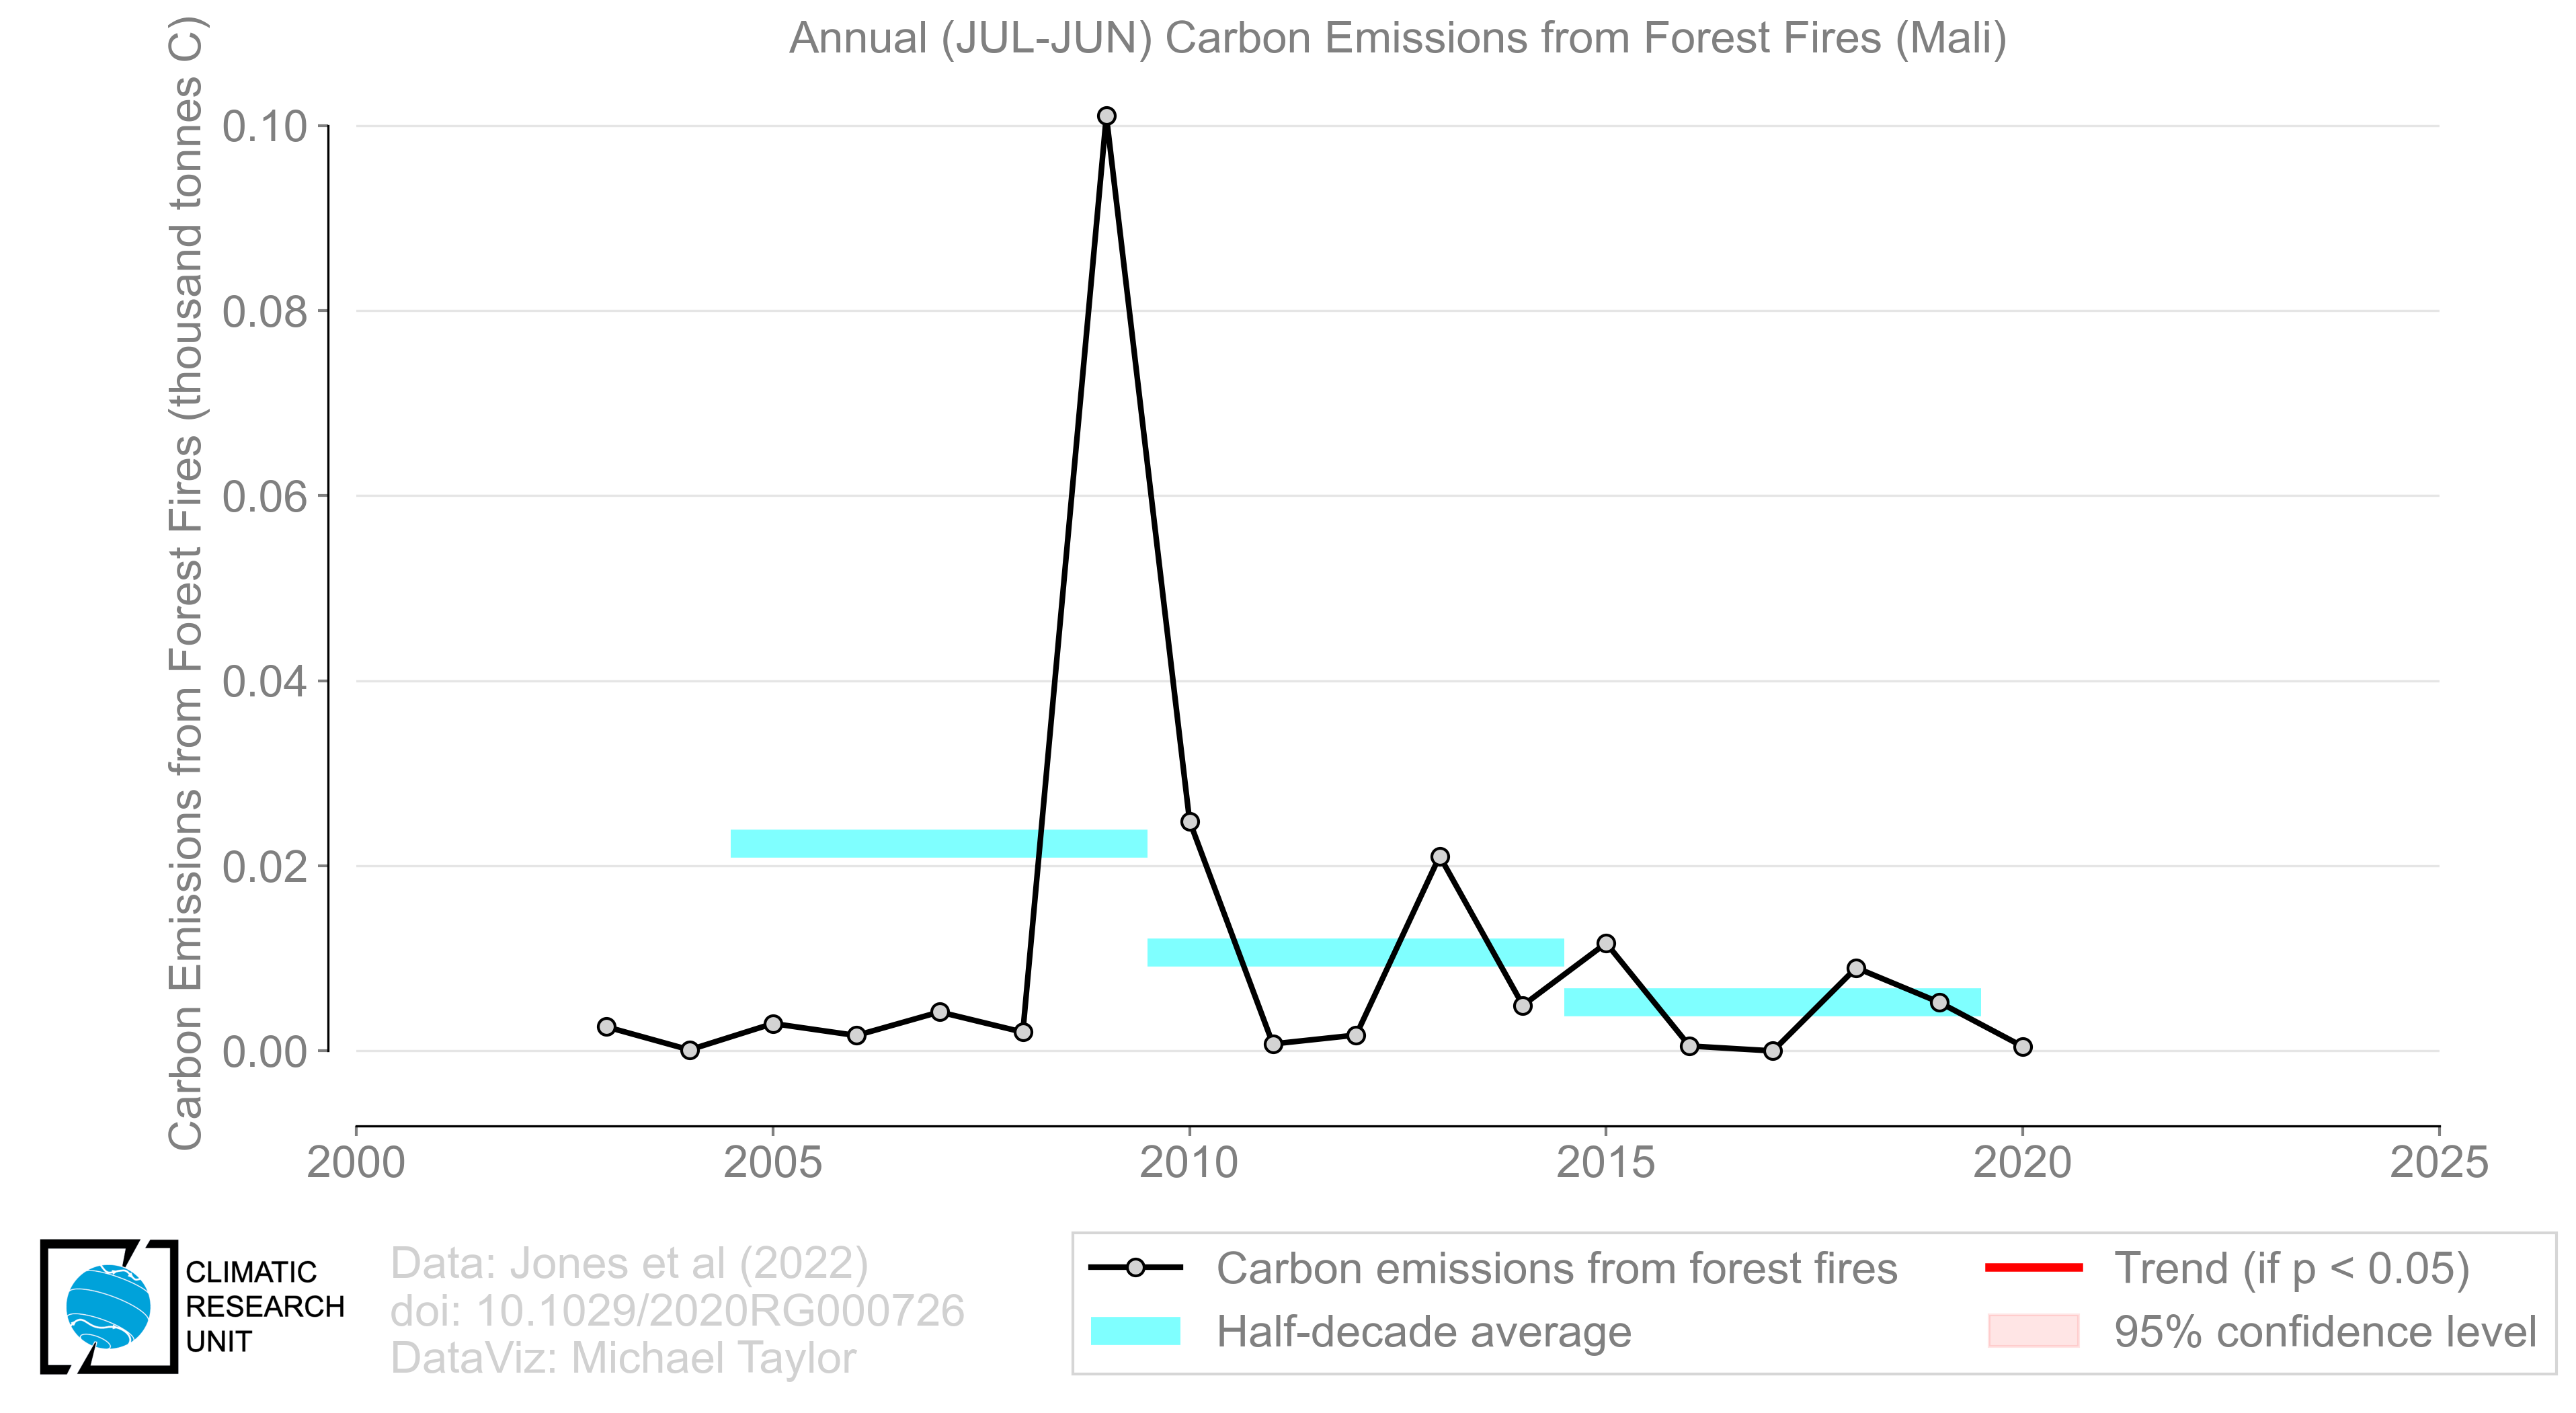 Annual (JUL-JUN) Carbon Emissions from Forest Fires (Mali)
Carbon Emissions from Forest Fires (thousand tonnes C)
0.10
0.08
0.06
0.04
0.02
0.00
2000 2005 2010 2015 2020 2025
CLIMATIC
RESEARCH
UNIT
Data: Jones et al (2022)
doi: 10.1029/2020RG000726
DataViz: Michael Taylor
Carbon emissions from forest fires
Half-decade average
Trend (if p < 0.05)
95% confidence level